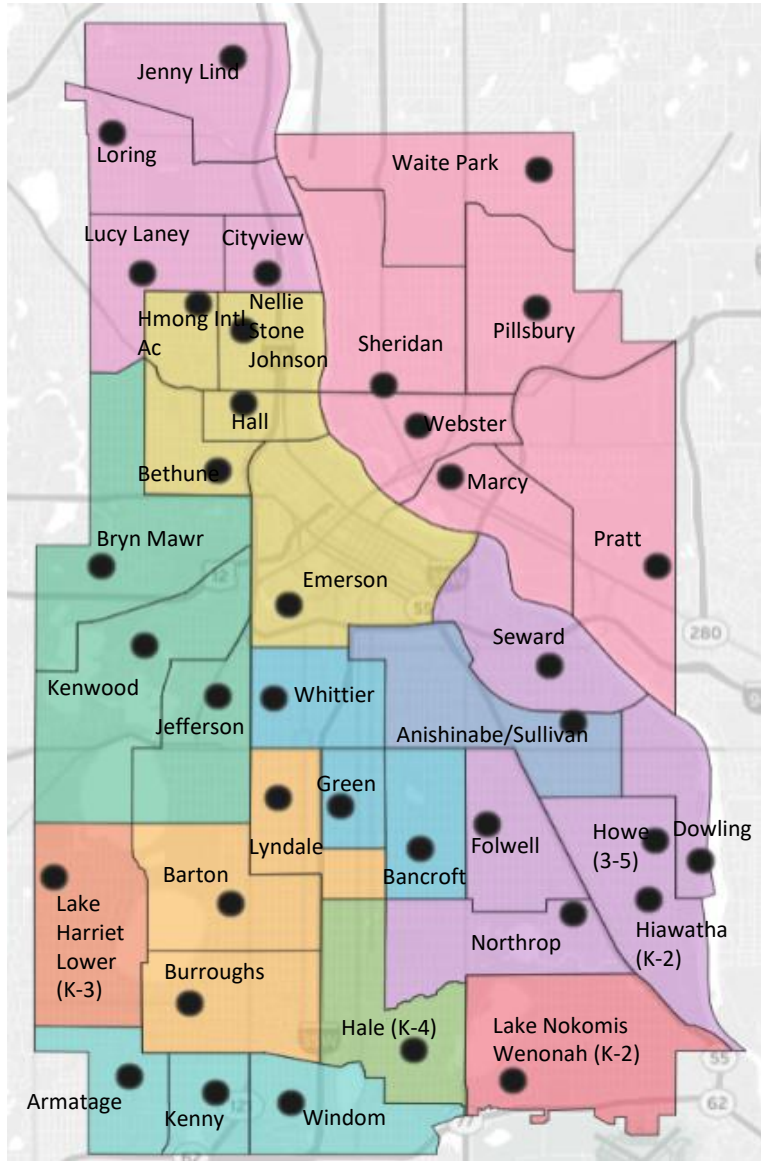 Jenny Lind
Loring
Waite Park
Lucy Laney
Cityview
Hmong Intl
Ac
Nellie
Stone
Johnson
Sheridan
Pillsbury
Hall
Webster
Bethune
Marcy
Bryn Mawr
Pratt
12
Emerson
55
280
Seward
Kenwood
Jefferson
Whittier
Anishinabe/Sullivan
Green
Lyndale
Bancroft
Folwell
Howe
(3-5)
Dowling
Barton
Lake
Harriet
Lower
(K-3)
Northrop
Hiawatha
(K-2)
Burroughs
Hale (K-4)
Lake Nokomis
Wenonah (K-2)
55
Armatage
Kenny
121
Windom
77
62
62